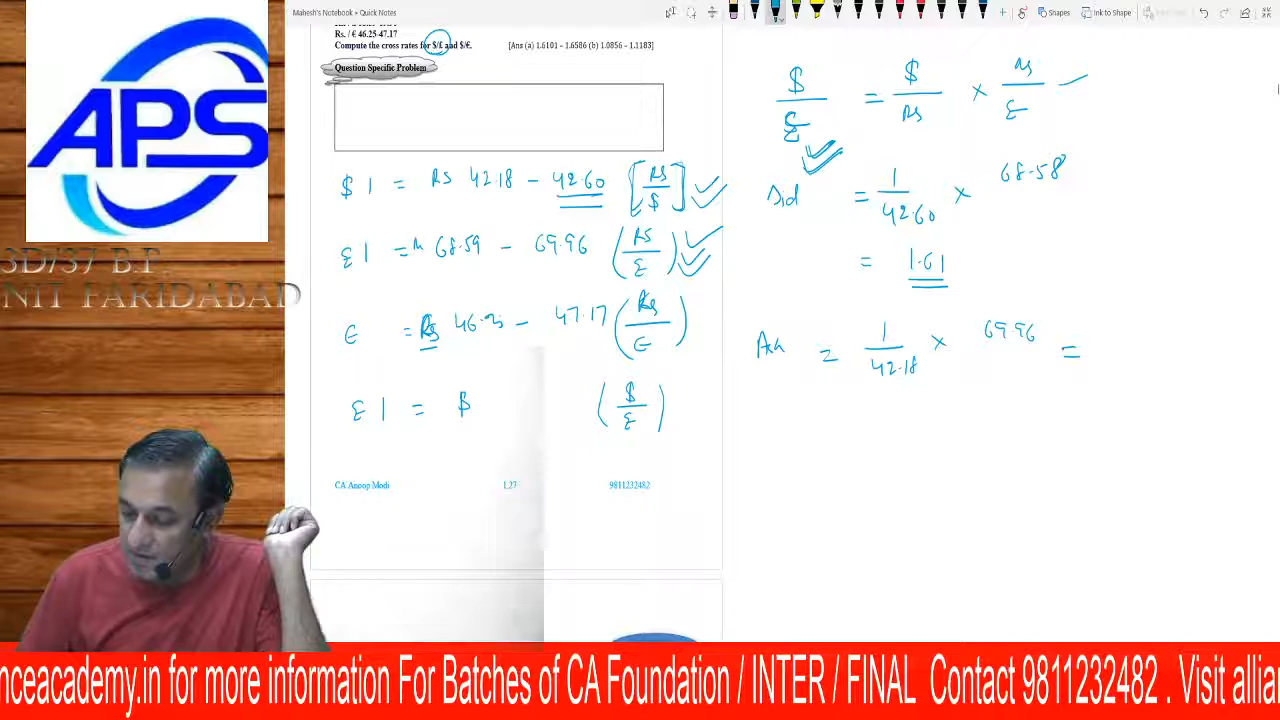 Mahesh's Notebook » Quick Notes
Shapes
Ink to Shape
Rs. / € 46.25-47.17
Compute the cross rates for $/£ and $/€. [Ans (a) 1.6101 – 1.6586 (b) 1.0856 – 1.1183]
Question Specific Problem
APS
3D/37 B.P.
NIT FARIDABAD
$ 1 = Rs 42.18 – 42.60 [Rs/$]
£ 1 = Rs 68.59 – 69.96 (Rs/£)
€ = Rs 46.25 – 47.17 (Rs/€)
£ 1 = $ ($/£)
CA Anoop Modi 1.27 9811232482
$/£ = $/Rs × Rs/£
Bid = 1/42.60 × 68.58
= 1.61
Ask = 1/42.18 × 69.96 =
nceacademy.in for more information For Batches of CA Foundation / INTER / FINAL Contact 9811232482 . Visit allia